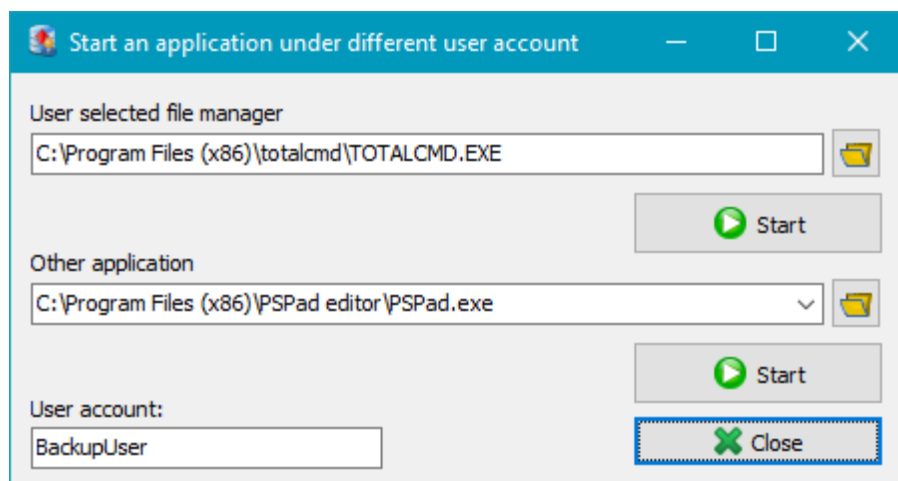 Start an application under different user account
User selected file manager
C:\Program Files (x86)\totalcmd\TOTALCMD.EXE
Start
Other application
C:\Program Files (x86)\PSPad editor\PSPad.exe
Start
User account:
BackupUser
Close